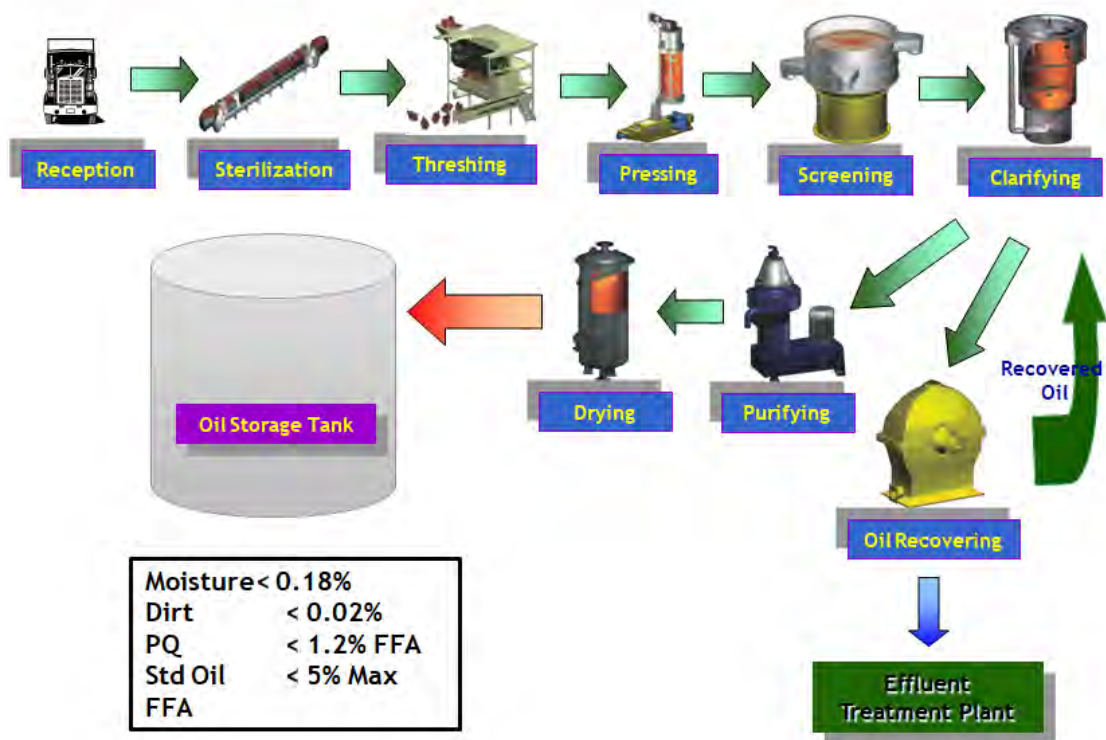 Reception
Sterilization
Threshing
Pressing
Screening
Clarifying
Recovered
Oil
Oil Storage Tank
Drying
Purifying
Oil Recovering
Moisture< 0.18%
Dirt < 0.02%
PQ < 1.2% FFA
Std Oil < 5% Max
FFA
Effluent
Treatment Plant